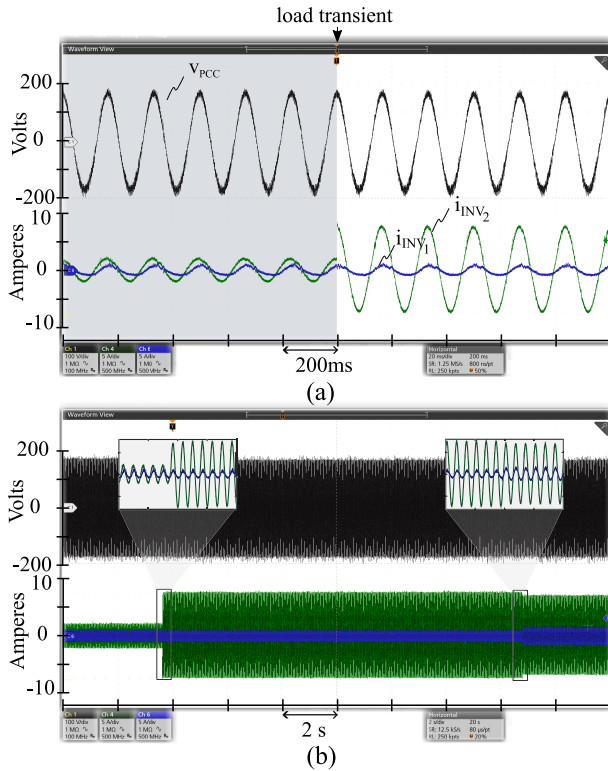 load transient
Waveform View
vPCC
200
0
-200
Volts
10
0
-10
Amperes
iINV2
iINV1
Ch 1
100 V/div
1 MΩ
100 MHz
Ch 4
5 A/div
1 MΩ
500 MHz
Ch 6
5 A/div
1 MΩ
500 MHz
200ms
Horizontal
20 ms/div 200 ms
SR: 1.25 MS/s 800 ns/pt
RL: 250 kpts 50%
(a)
Waveform View
200
0
-200
Volts
10
0
-10
Amperes
Ch 1
100 V/div
1 MΩ
100 MHz
Ch 4
5 A/div
1 MΩ
500 MHz
Ch 6
5 A/div
1 MΩ
500 MHz
2 s
Horizontal
2 s/div 20 s
SR: 12.5 kS/s 80 µs/pt
RL: 250 kpts 20%
(b)